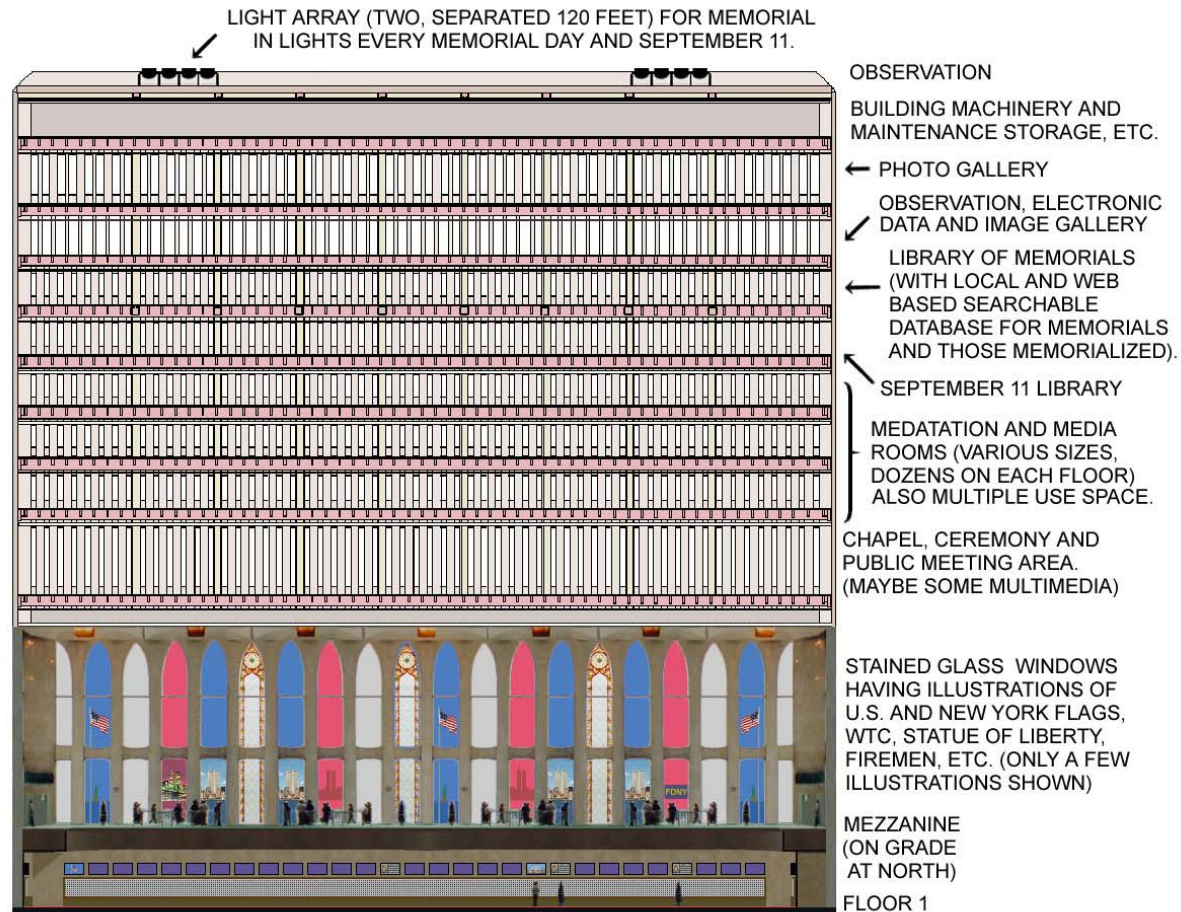 LIGHT ARRAY (TWO, SEPARATED 120 FEET) FOR MEMORIAL
IN LIGHTS EVERY MEMORIAL DAY AND SEPTEMBER 11.
OBSERVATION
BUILDING MACHINERY AND
MAINTENANCE STORAGE, ETC.
PHOTO GALLERY
OBSERVATION, ELECTRONIC
DATA AND IMAGE GALLERY
LIBRARY OF MEMORIALS
(WITH LOCAL AND WEB
BASED SEARCHABLE
DATABASE FOR MEMORIALS
AND THOSE MEMORIALIZED).
SEPTEMBER 11 LIBRARY
MEDATATION AND MEDIA
ROOMS (VARIOUS SIZES,
DOZENS ON EACH FLOOR)
ALSO MULTIPLE USE SPACE.
CHAPEL, CEREMONY AND
PUBLIC MEETING AREA.
(MAYBE SOME MULTIMEDIA)
STAINED GLASS WINDOWS
HAVING ILLUSTRATIONS OF
U.S. AND NEW YORK FLAGS,
WTC, STATUE OF LIBERTY,
FIREMEN, ETC. (ONLY A FEW
ILLUSTRATIONS SHOWN)
FDNY
MEZZANINE
(ON GRADE
AT NORTH)
FLOOR 1